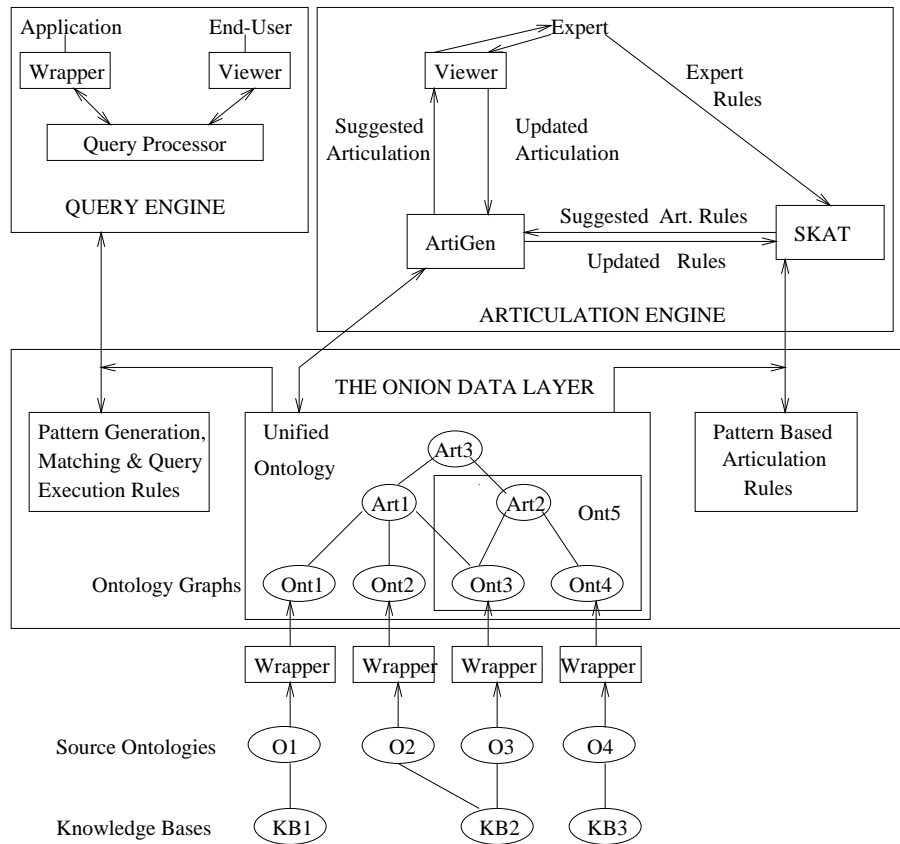 Application
End-User
Wrapper
Viewer
Query Processor
QUERY ENGINE
Expert
Viewer
Expert
Rules
Suggested
Articulation
Updated
Articulation
ArtiGen
Suggested Art. Rules
Updated Rules
SKAT
ARTICULATION ENGINE
THE ONION DATA LAYER
Pattern Generation,
Matching & Query
Execution Rules
Unified
Ontology
Art3
Art1
Art2
Ont5
Pattern Based
Articulation
Rules
Ontology Graphs
Ont1
Ont2
Ont3
Ont4
Wrapper
Wrapper
Wrapper
Wrapper
Source Ontologies
O1
O2
O3
O4
Knowledge Bases
KB1
KB2
KB3